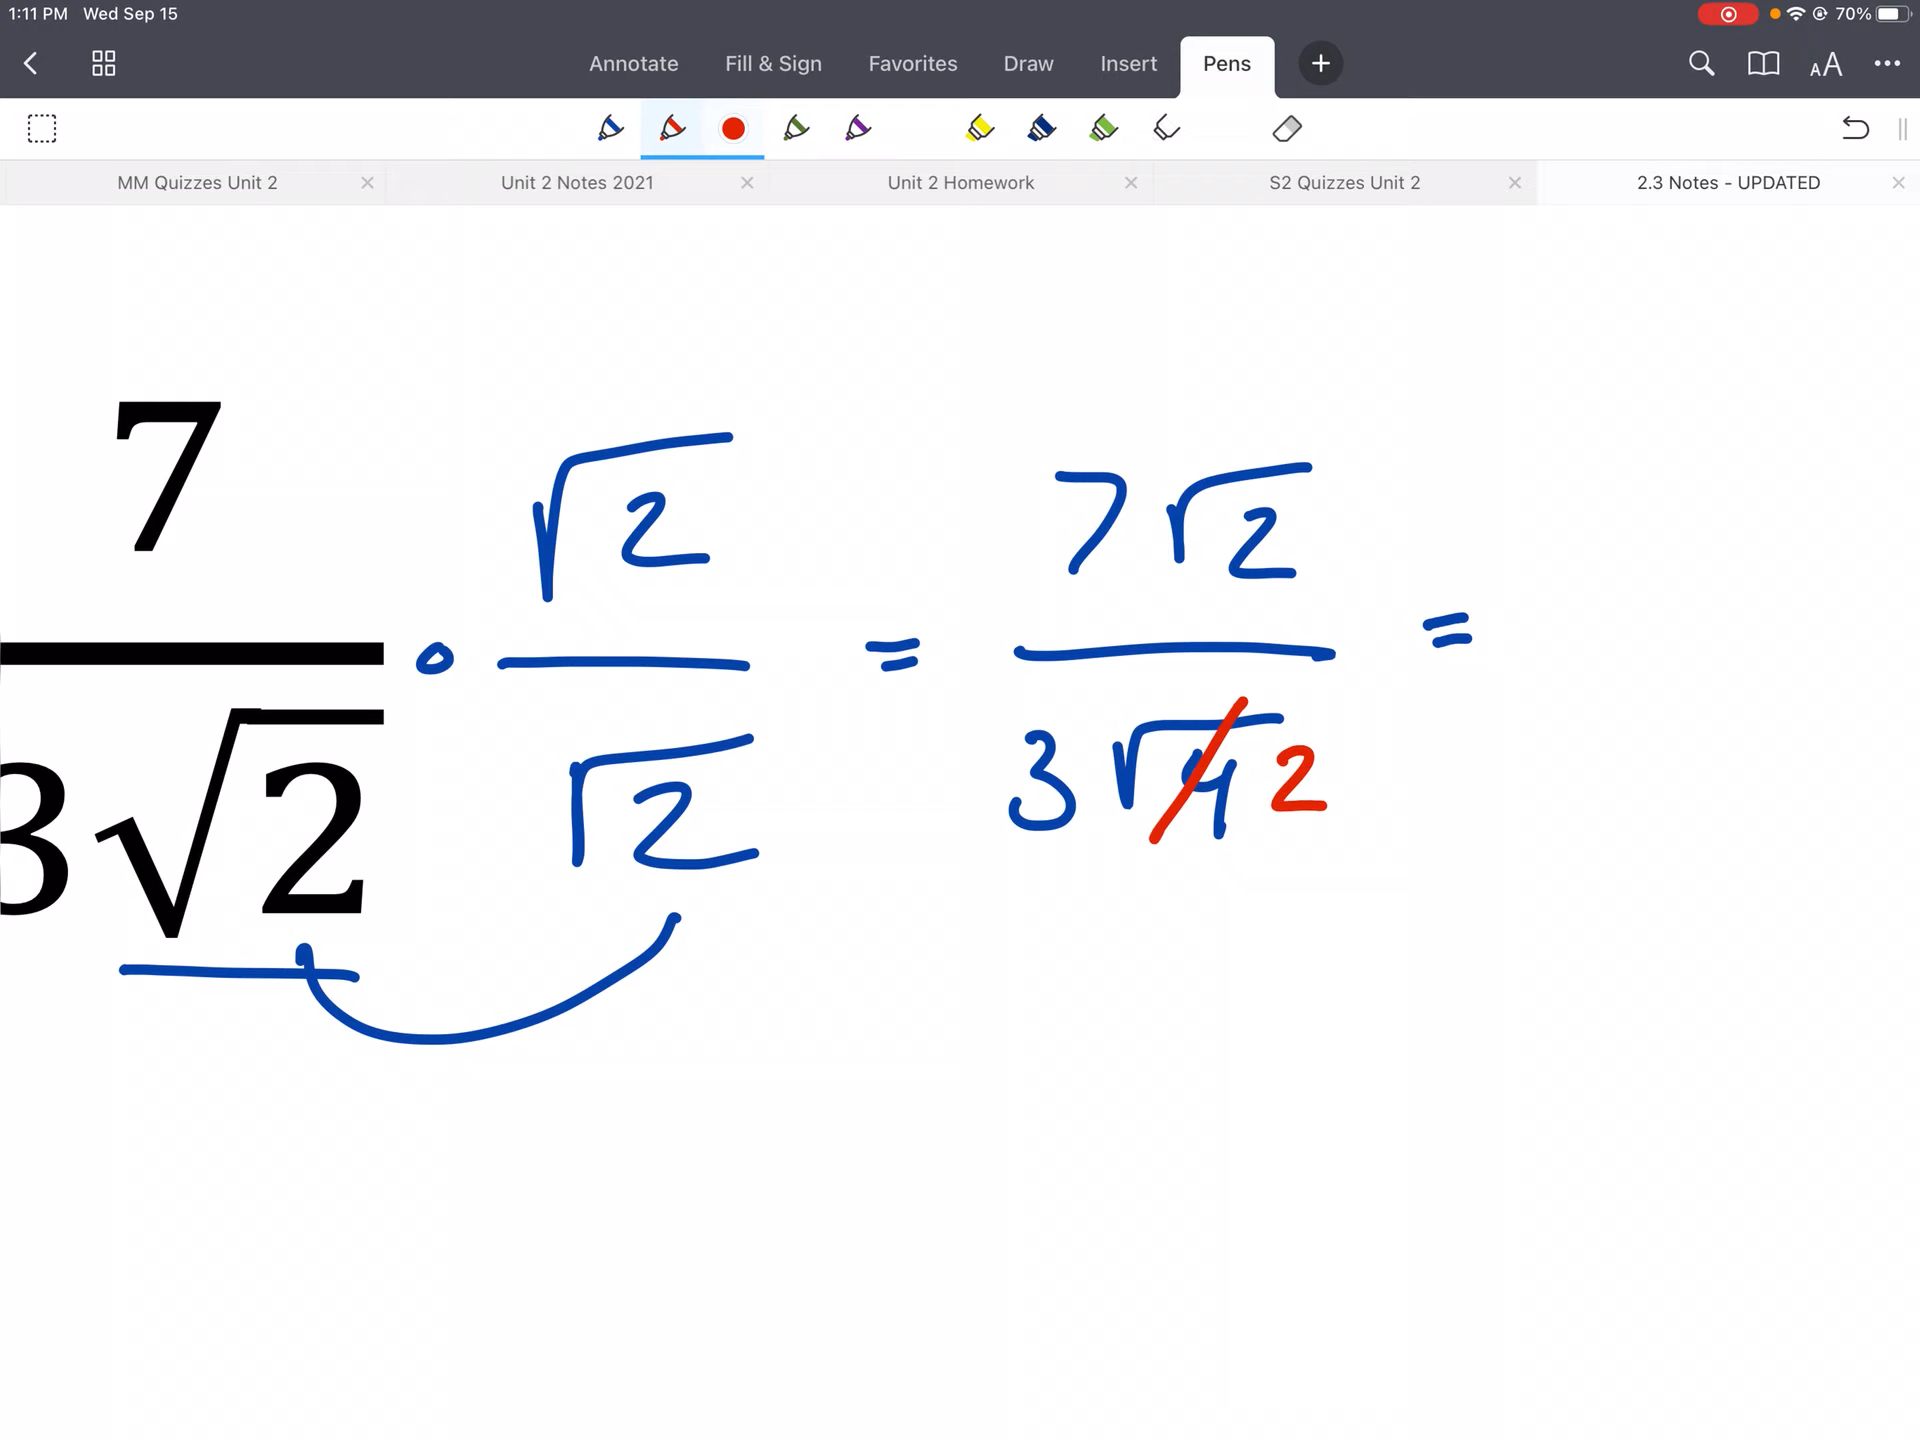 1:11 PM Wed Sep 15 70%
Annotate Fill & Sign Favorites Draw Insert Pens +
AA
MM Quizzes Unit 2 × Unit 2 Notes 2021 × Unit 2 Homework × S2 Quizzes Unit 2 × 2.3 Notes - UPDATED ×
7 √2 7√2
∘ = =
3√2 √2 3√4 2